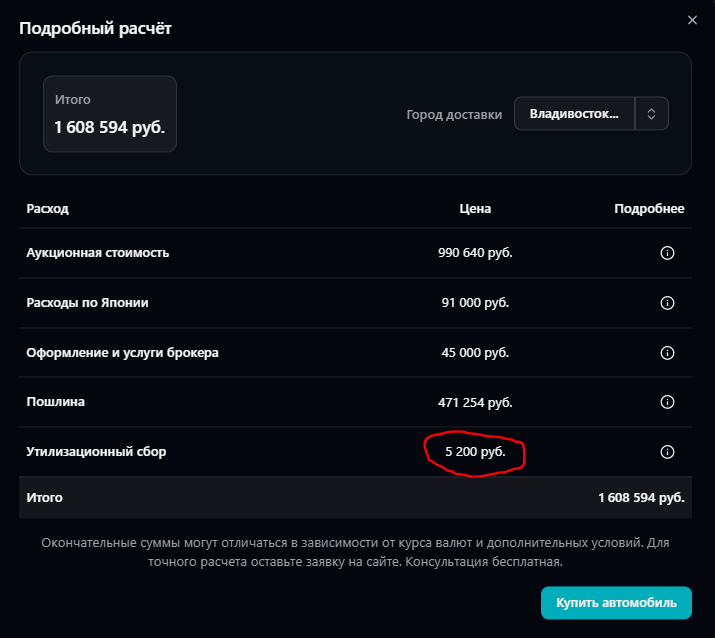 Подробный расчёт
Итого
1 608 594 руб.
Город доставки
Владивосток...
Расход Цена Подробнее
Аукционная стоимость 990 640 руб.
Расходы по Японии 91 000 руб.
Оформление и услуги брокера 45 000 руб.
Пошлина 471 254 руб.
Утилизационный сбор 5 200 руб.
Итого 1 608 594 руб.
Окончательные суммы могут отличаться в зависимости от курса валют и дополнительных условий. Для
точного расчета оставьте заявку на сайте. Консультация бесплатная.
Купить автомобиль